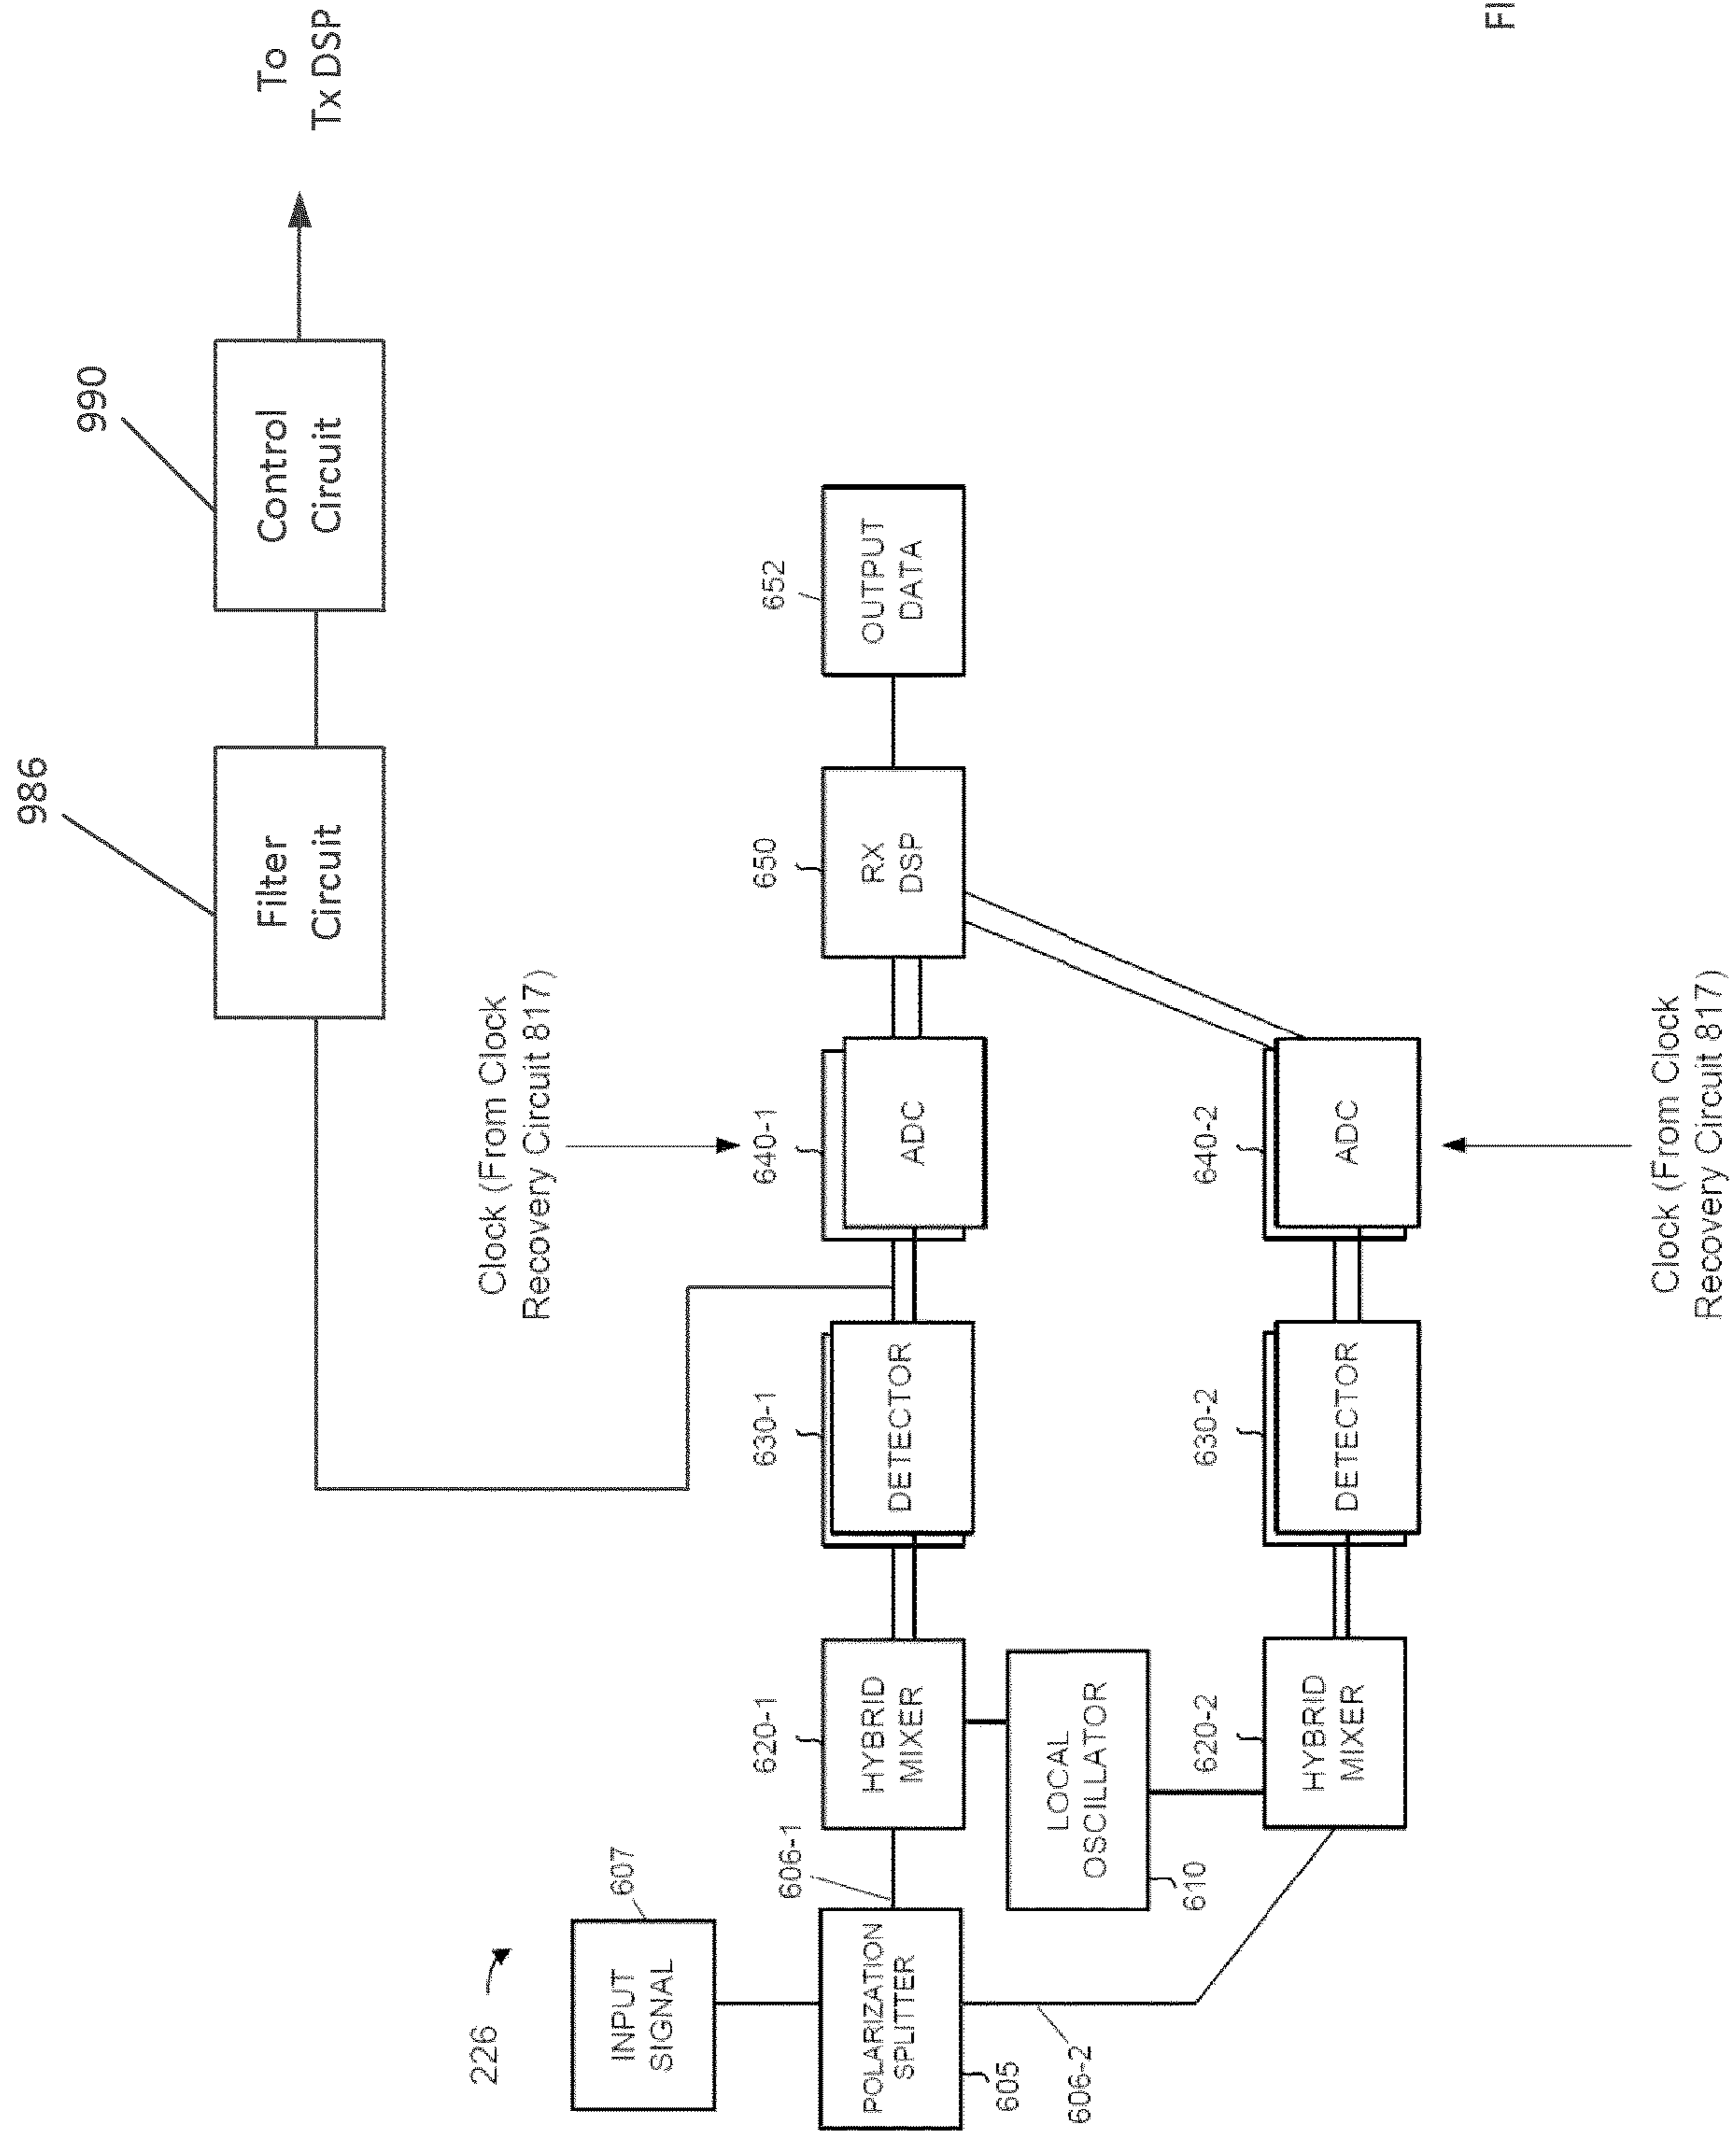 990
To
Tx DSP
Control
Circuit
986
Filter
Circuit
Clock (From Clock
Recovery Circuit 817)
226
INPUT
SIGNAL
607
POLARIZATION
SPLITTER
605
606-1
606-2
620-1
HYBRID
MIXER
LOCAL
OSCILLATOR
610
630-1
DETECTOR
640-1
ADC
650
RX
DSP
652
OUTPUT
DATA
620-2
HYBRID
MIXER
630-2
DETECTOR
640-2
ADC
Clock (From Clock
Recovery Circuit 817)